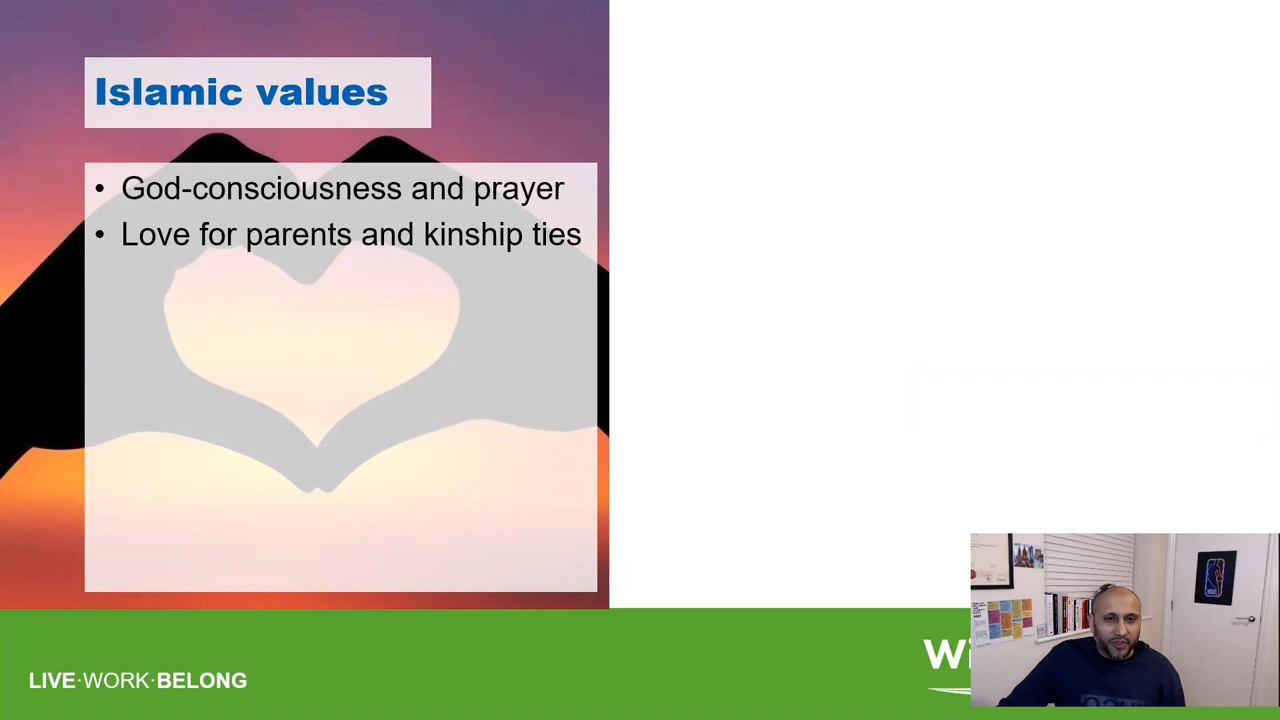 Islamic values
• God-consciousness and prayer
• Love for parents and kinship ties
LIVE·WORK·BELONG